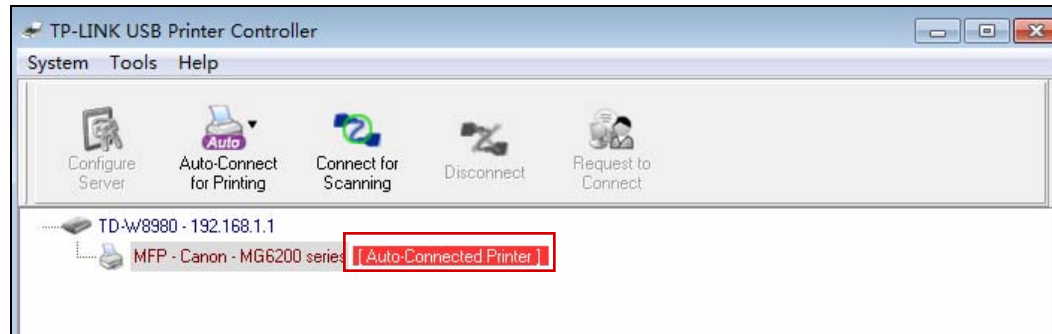 TP-LINK USB Printer Controller
System Tools Help
Auto
Configure Server
Auto-Connect for Printing
Connect for Scanning
Disconnect
Request to Connect
TD-W8980 - 192.168.1.1
MFP - Canon - MG6200 series [ Auto-Connected Printer ]